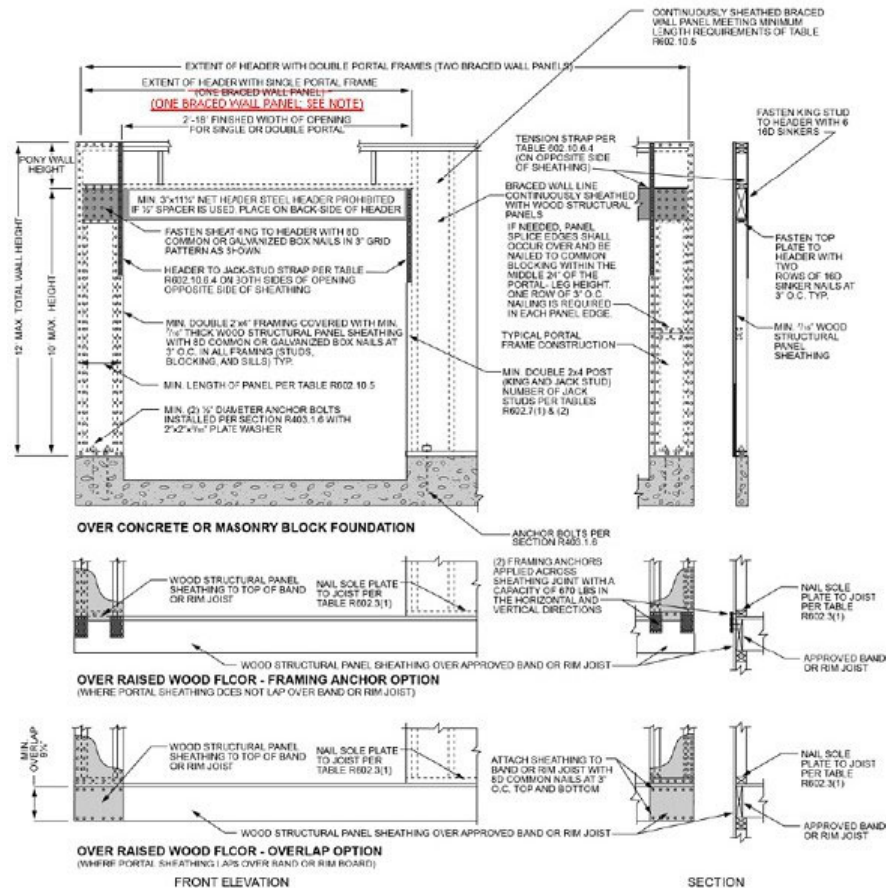 CONTINUOUSLY SHEATHED BRACED
WALL PANEL MEETING MINIMUM
LENGTH REQUIREMENTS OF TABLE
R602.10.5
EXTENT OF HEADER WITH DOUBLE PORTAL FRAMES (TWO BRACED WALL PANELS)
EXTENT OF HEADER WITH SINGLE PORTAL FRAME
(ONE BRACED WALL PANEL)
(ONE BRACED WALL PANEL; SEE NOTE)
2'-18' FINISHED WIDTH OF OPENING
FOR SINGLE OR DOUBLE PORTAL
FASTEN KING STUD
TO HEADER WITH 6
16D SINKERS
TENSION STRAP PER
TABLE 602.10.6.4
(ON OPPOSITE SIDE
OF SHEATHING)
PONY WALL
HEIGHT
12' MAX TOTAL WALL HEIGHT
10' MAX. HEIGHT
MIN. 3"x11¼" NET HEADER STEEL HEADER PROHIBITED
IF ½" SPACER IS USED, PLACE ON BACK-SIDE OF HEADER
FASTEN SHEATHING TO HEADER WITH 8D
COMMON OR GALVANIZED BOX NAILS IN 3" GRID
PATTERN AS SHOWN
HEADER TO JACK-STUD STRAP PER TABLE
R602.10.6.4 ON BOTH SIDES OF OPENING
OPPOSITE SIDE OF SHEATHING
MIN. DOUBLE 2"x4" FRAMING COVERED WITH MIN.
7/16" THICK WOOD STRUCTURAL PANEL SHEATHING
WITH 8D COMMON OR GALVANIZED BOX NAILS AT
3" O.C. IN ALL FRAMING (STUDS,
BLOCKING, AND SILLS) TYP.
MIN. LENGTH OF PANEL PER TABLE R602.10.5
MIN. (2) ½" DIAMETER ANCHOR BOLTS
INSTALLED PER SECTION R403.1.6 WITH
2"x2"x3/16" PLATE WASHER
BRACED WALL LINE
CONTINUOUSLY SHEATHED
WITH WOOD STRUCTURAL
PANELS
IF NEEDED, PANEL
SPLICE EDGES SHALL
OCCUR OVER AND BE
NAILED TO COMMON
BLOCKING WITHIN THE
MIDDLE 24" OF THE
PORTAL- LEG HEIGHT.
ONE ROW OF 3" O.C.
NAILING IS REQUIRED
IN EACH PANEL EDGE.
TYPICAL PORTAL
FRAME CONSTRUCTION
MIN. DOUBLE 2x4 POST
(KING AND JACK STUD)
NUMBER OF JACK
STUDS PER TABLES
R602.7(1) & (2)
FASTEN TOP
PLATE TO
HEADER WITH
TWO
ROWS OF 16D
SINKER NAILS AT
3" O.C. TYP.
MIN. 7/16" WOOD
STRUCTURAL
PANEL
SHEATHING
OVER CONCRETE OR MASONRY BLOCK FOUNDATION
ANCHOR BOLTS PER
SECTION R403.1.6
WOOD STRUCTURAL PANEL
SHEATHING TO TOP OF BAND
OR RIM JOIST
NAIL SOLE PLATE
TO JOIST PER
TABLE R602.3(1)
(2) FRAMING ANCHORS
APPLIED ACROSS
SHEATHING JOINT WITH A
CAPACITY OF 670 LBS IN
THE HORIZONTAL AND
VERTICAL DIRECTIONS
NAIL SOLE
PLATE TO JOIST
PER TABLE
R602.3(1)
WOOD STRUCTURAL PANEL SHEATHING OVER APPROVED BAND OR RIM JOIST
APPROVED BAND
OR RIM JOIST
OVER RAISED WOOD FLOOR - FRAMING ANCHOR OPTION
(WHERE PORTAL SHEATHING DOES NOT LAP OVER BAND OR RIM JOIST)
MIN.
OVERLAP
9¼"
WOOD STRUCTURAL PANEL
SHEATHING TO TOP OF BAND
OR RIM JOIST
NAIL SOLE PLATE
TO JOIST PER
TABLE R602.3(1)
ATTACH SHEATHING TO
BAND OR RIM JOIST WITH
8D COMMON NAILS AT 3"
O.C. TOP AND BOTTOM
NAIL SOLE
PLATE TO JOIST
PER TABLE
R602.3(1)
WOOD STRUCTURAL PANEL SHEATHING OVER APPROVED BAND OR RIM JOIST
APPROVED BAND
OR RIM JOIST
OVER RAISED WOOD FLOOR - OVERLAP OPTION
(WHERE PORTAL SHEATHING LAPS OVER BAND OR RIM BOARD)
FRONT ELEVATION
SECTION